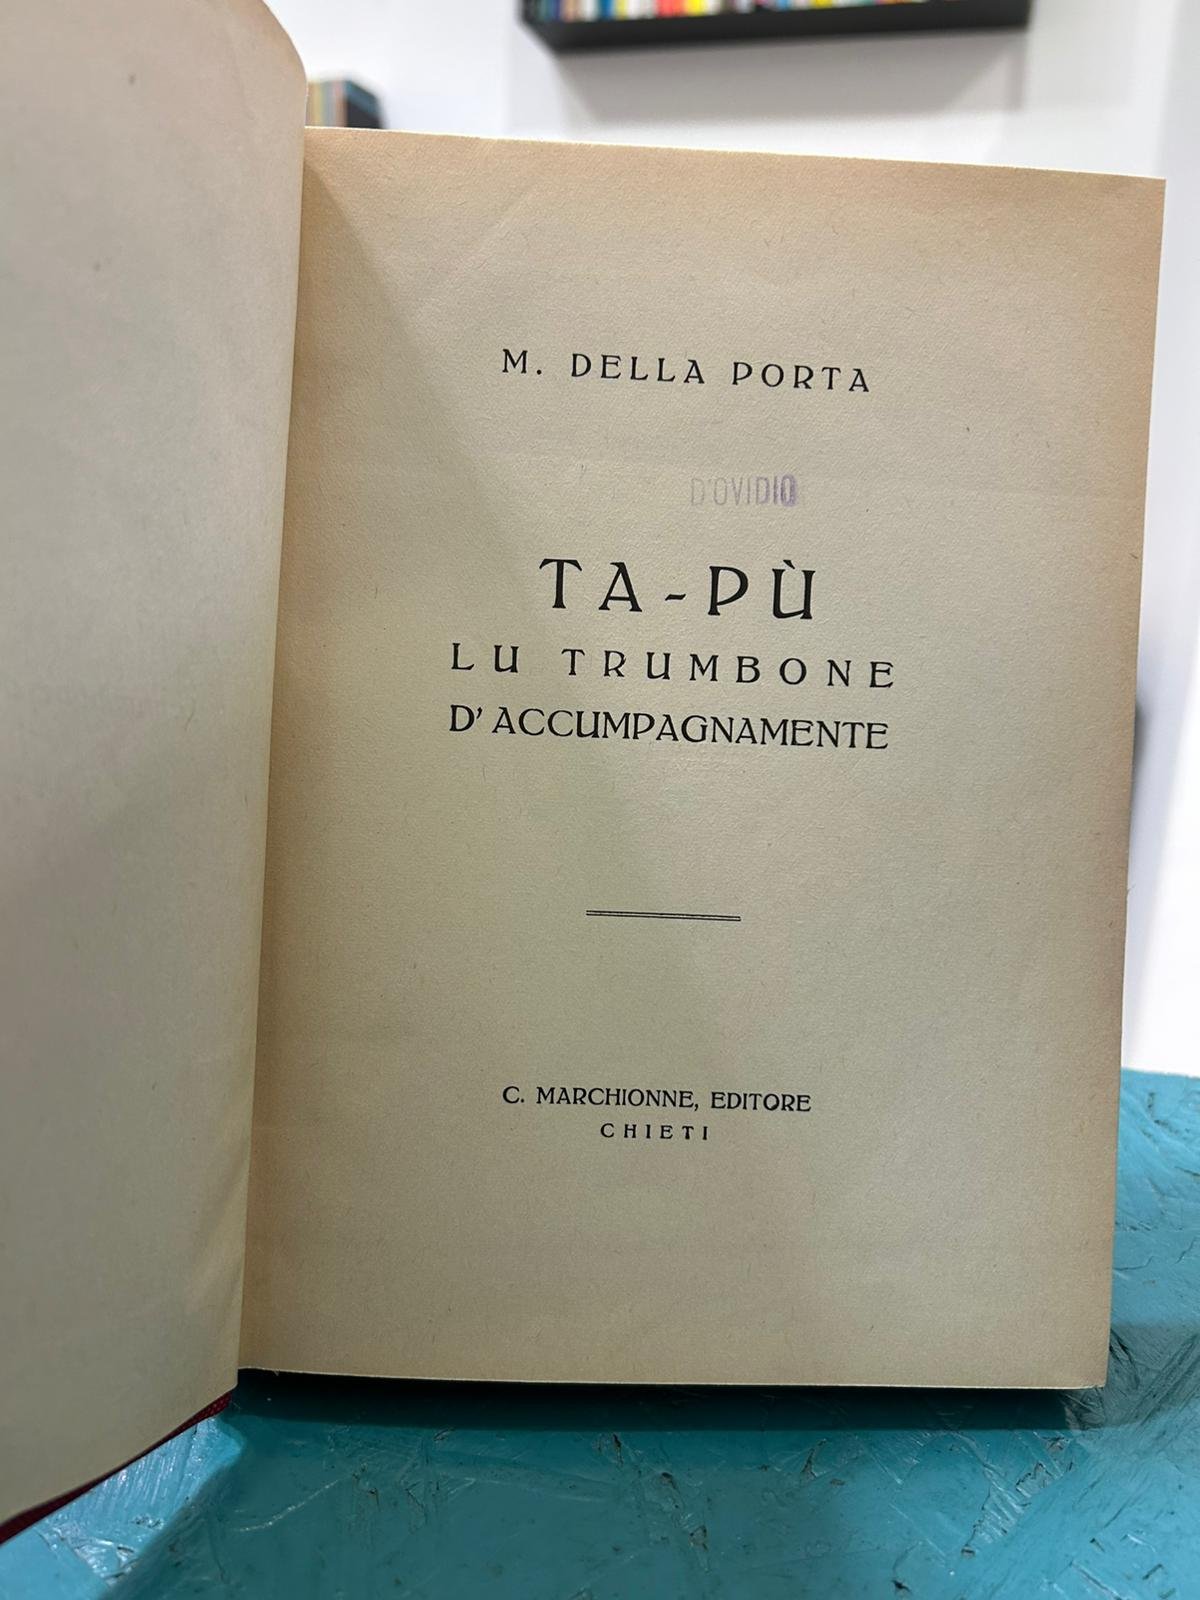 M. DELLA PORTA
D'OVIDIO
TA-PÙ
LU TRUMBONE
D'ACCUMPAGNAMENTE
C. MARCHIONNE, EDITORE
CHIETI